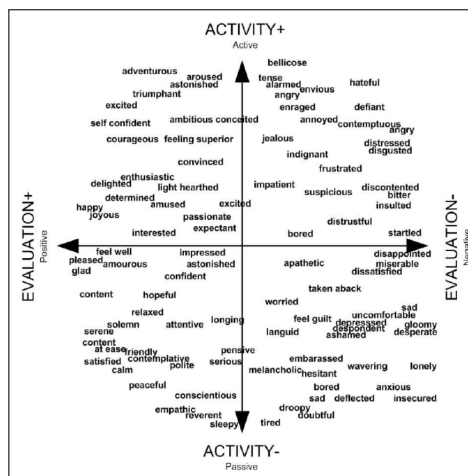 ACTIVITY+
Active
bellicose
adventurous aroused tense hateful
astonished alarmed envious
triumphant angry
excited enraged defiant
ambitious conceited annoyed
self confident contemptuous
angry
courageous feeling superior jealous distressed
disgusted
indignant
convinced
frustrated
enthusiastic
delighted light hearthed impatient discontented
suspicious bitter
determined insulted
happy amused excited
joyous
passionate distrustful
expectant
interested bored startled
EVALUATION+
Positive
EVALUATION-
Negative
feel well impressed disappointed
pleased amourous astonished apathetic miserable
glad dissatisfied
confident
taken aback
content hopeful
worried
sad
relaxed uncomfortable
longing feel guilt depresssed gloomy
solemn attentive despondent
serene languid ashamed desperate
content
at ease friendly pensive
contemplative embarassed
satisfied polite serious wavering lonely
calm melancholic hesitant
peaceful bored anxious
conscientious sad deflected insecured
empathic droopy
reverent doubtful
sleepy tired
ACTIVITY-
Passive